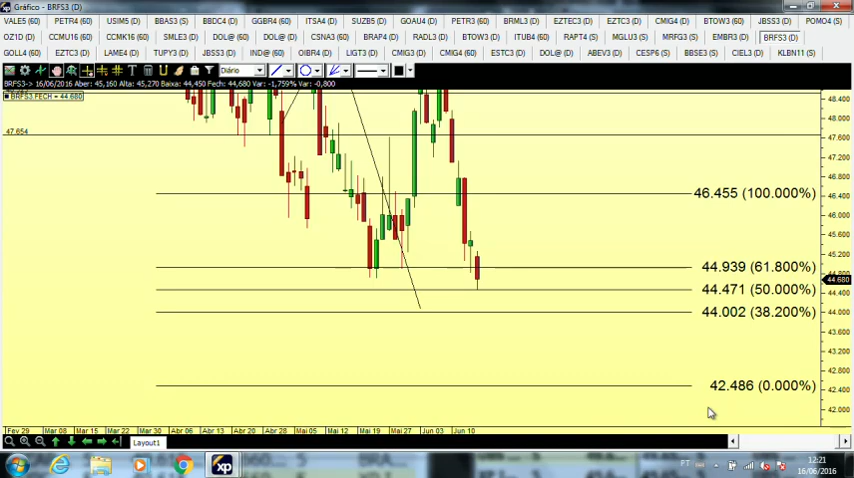 Gráfico - BRFS3 (D)
VALE5 (60) PETR4 (60) USIM5 (D) BBAS3 (S) BBDC4 (D) GGBR4 (60) ITSA4 (D) SUZB5 (D) GOAU4 (D) PETR3 (60) BRML3 (D) EZTEC3 (D) EZTC3 (D) CMIG4 (D) BTOW3 (60) JBSS3 (D) POMO4 (S)
OZ1D (D) CCMU16 (60) CCMK16 (60) SMLE3 (D) DOL@ (60) DOL@ (D) CSNA3 (60) BRAP4 (D) RADL3 (D) BTOW3 (D) ITUB4 (60) RAPT4 (S) MGLU3 (S) MRFG3 (S) EMBR3 (D) BRFS3 (D)
GOLL4 (60) EZTC3 (D) LAME4 (D) TUPY3 (D) JBSS3 (D) IND@ (D) OIBR4 (D) LIGT3 (D) CMIG3 (D) CMIG4 (60) ESTC3 (D) DOL@ (D) ABEV3 (D) CESP6 (S) BBSE3 (S) CIEL3 (D) KLBN11 (S)
Diário
BRFS3-> 16/06/2016 Aber: 45,160 Alta: 45,270 Baixa: 44,450 Fech: 44,680 Var: -1,759% Var: -0,800
BRFS3.FECH = 44.680
48.400
48.000
47.654
47.600
47.200
46.800
46.455 (100.000%)
46.400
46.000
45.600
45.200
44.939 (61.800%)
44.680
44.471 (50.000%)
44.400
44.002 (38.200%)
44.000
43.600
43.200
42.800
42.486 (0.000%)
42.400
42.000
Fev 29 Mar 08 Mar 15 Mar 22 Mar 30 Abr 06 Abr 13 Abr 20 Abr 28 Mai 05 Mai 12 Mai 19 Mai 27 Jun 03 Jun 10
Layout1
xp
PT
12:21
16/06/2016